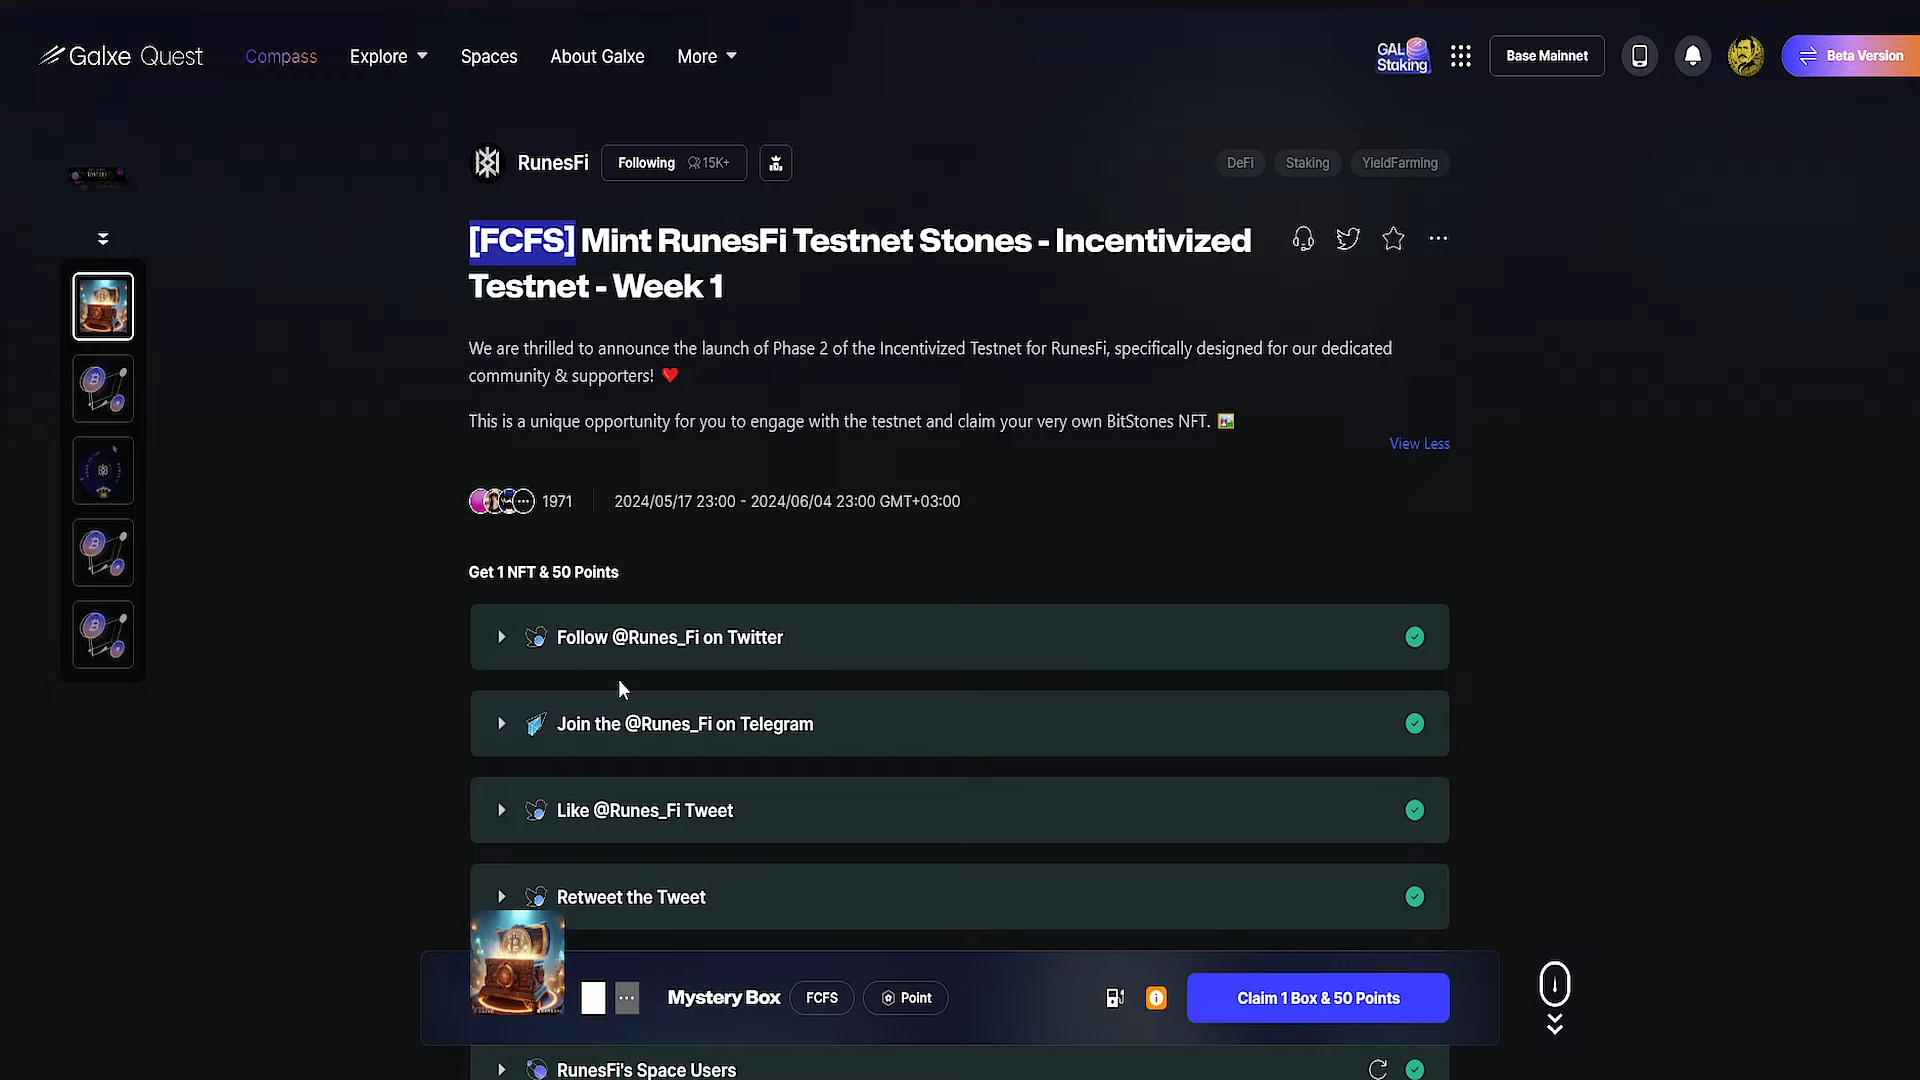 Galxe Quest
Compass
Explore
Spaces
About Galxe
More
GAL
Staking
Base Mainnet
Beta Version
RunesFi
Following 15K+
DeFi
Staking
YieldFarming
[FCFS] Mint RunesFi Testnet Stones - Incentivized
Testnet - Week 1
We are thrilled to announce the launch of Phase 2 of the Incentivized Testnet for RunesFi, specifically designed for our dedicated
community & supporters! ❤️
This is a unique opportunity for you to engage with the testnet and claim your very own BitStones NFT. 🖼️
View Less
1971
2024/05/17 23:00 - 2024/06/04 23:00 GMT+03:00
Get 1 NFT & 50 Points
Follow @Runes_Fi on Twitter
Join the @Runes_Fi on Telegram
Like @Runes_Fi Tweet
Retweet the Tweet
Mystery Box
FCFS
Point
Claim 1 Box & 50 Points
RunesFi's Space Users